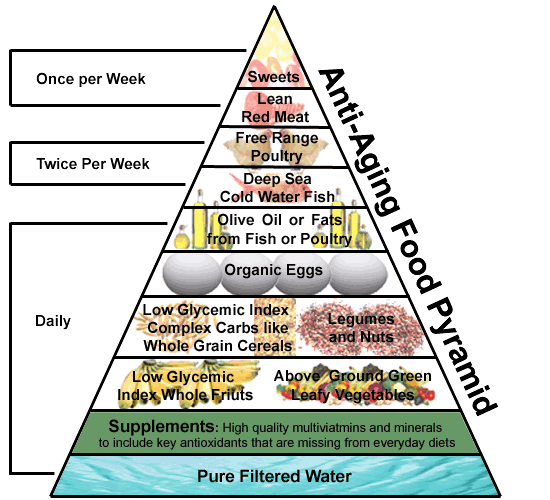 Anti-Aging Food Pyramid
Once per Week
Sweets
Lean
Red Meat
Twice Per Week
Free Range
Poultry
Deep Sea
Cold Water Fish
Daily
Olive Oil or Fats
from Fish or Poultry
Organic Eggs
Low Glycemic Index
Complex Carbs like
Whole Grain Cereals
Legumes
and Nuts
Low Glycemic
Index Whole Friuts
Above Ground Green
Leafy Vegetables
Supplements: High quality multiviatmins and minerals
to include key antioxidants that are missing from everyday diets
Pure Filtered Water